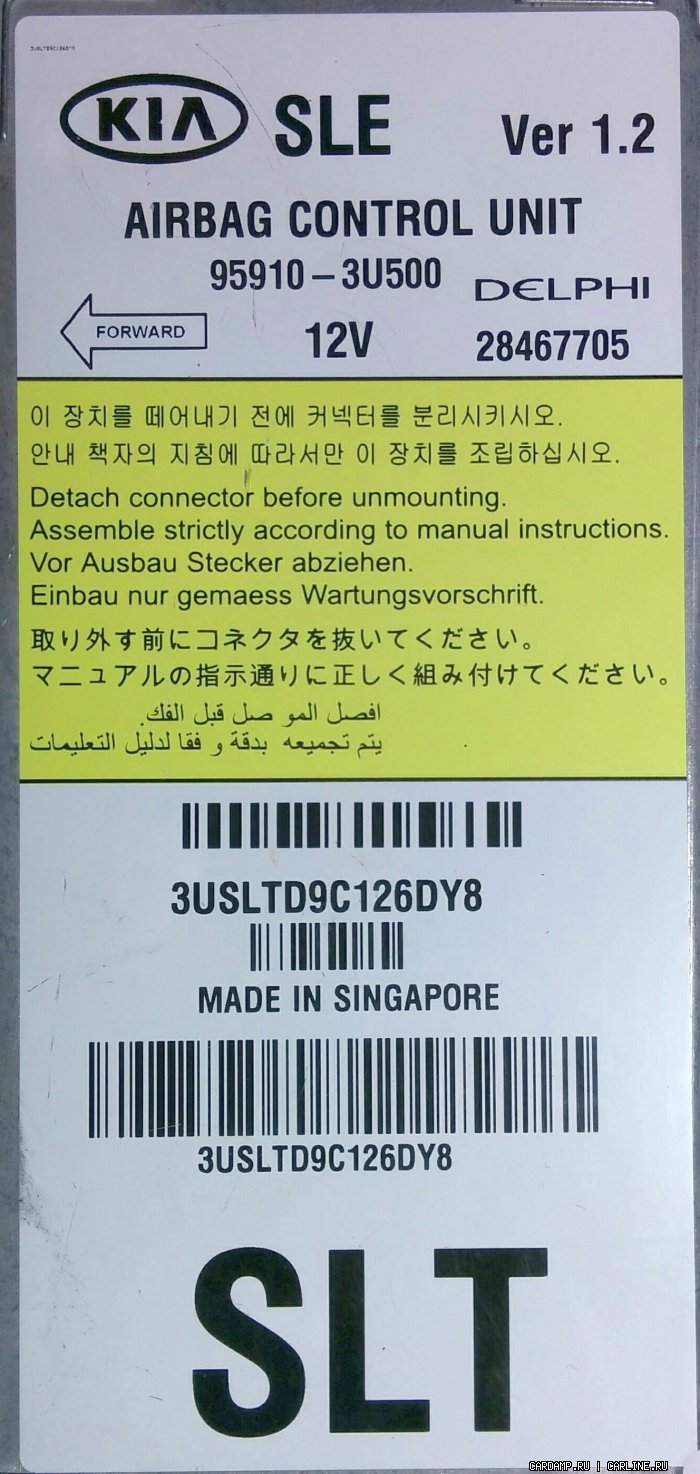 3USLTD9C126DY8
KIA SLE Ver 1.2
AIRBAG CONTROL UNIT
95910-3U500
DELPHI
FORWARD
12V
28467705
이 장치를 떼어내기 전에 커넥터를 분리시키시오.
안내 책자의 지침에 따라서만 이 장치를 조립하십시오.
Detach connector before unmounting.
Assemble strictly according to manual instructions.
Vor Ausbau Stecker abziehen.
Einbau nur gemaess Wartungsvorschrift.
取り外す前にコネクタを抜いてください。
マニュアルの指示通りに正しく組み付けてください。
افصل المو صل قبل الفك.
يتم تجميعه بدقة و فقا لدليل التعليمات
3USLTD9C126DY8
MADE IN SINGAPORE
3USLTD9C126DY8
SLT
CARDAMP.RU | CARLINE.RU